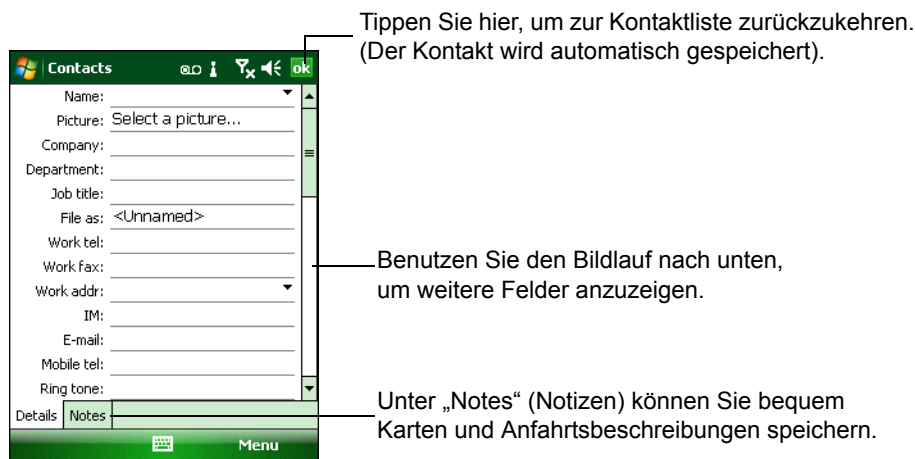 Tippen Sie hier, um zur Kontaktliste zurückzukehren.
(Der Kontakt wird automatisch gespeichert).
Contacts ok
Name:
Picture: Select a picture...
Company:
Department:
Job title:
File as: <Unnamed>
Work tel:
Work fax:
Work addr:
IM:
E-mail:
Mobile tel:
Ring tone:
Details Notes
Menu
Benutzen Sie den Bildlauf nach unten,
um weitere Felder anzuzeigen.
Unter „Notes“ (Notizen) können Sie bequem
Karten und Anfahrtsbeschreibungen speichern.